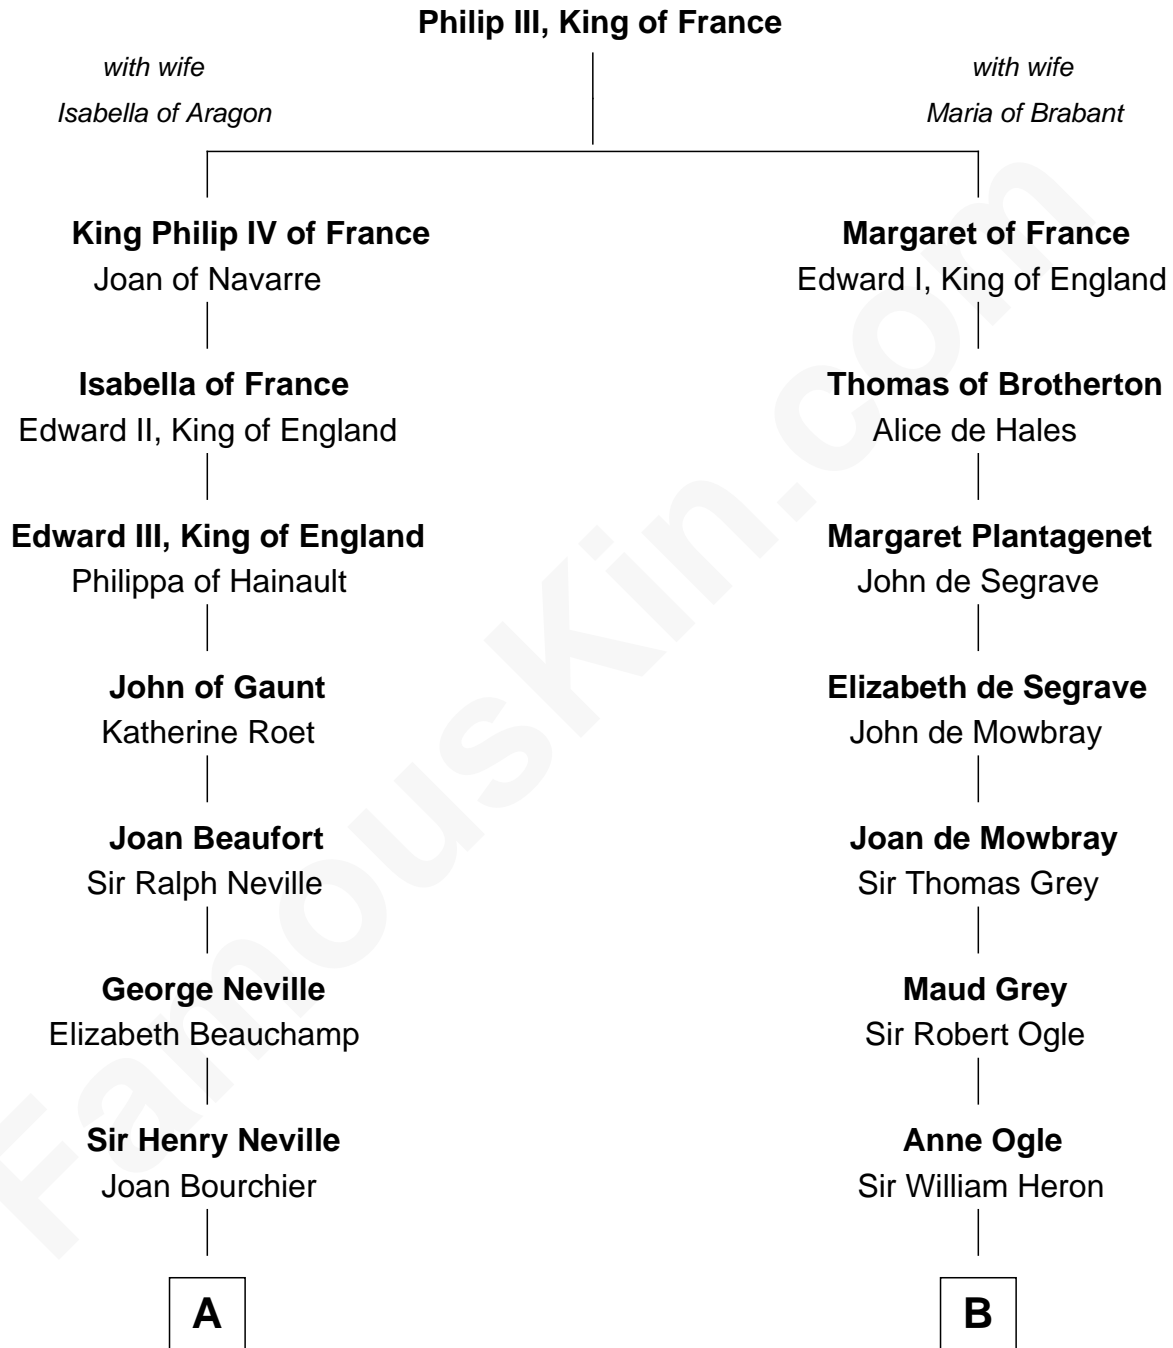 Philip III, King of France
with wife
Isabella of Aragon
with wife
Maria of Brabant
King Philip IV of France
Joan of Navarre
Margaret of France
Edward I, King of England
Isabella of France
Edward II, King of England
Thomas of Brotherton
Alice de Hales
Edward III, King of England
Philippa of Hainault
Margaret Plantagenet
John de Segrave
John of Gaunt
Katherine Roet
Elizabeth de Segrave
John de Mowbray
Joan Beaufort
Sir Ralph Neville
Joan de Mowbray
Sir Thomas Grey
George Neville
Elizabeth Beauchamp
Maud Grey
Sir Robert Ogle
Sir Henry Neville
Joan Bourchier
Anne Ogle
Sir William Heron
A
B
FamousKin.com